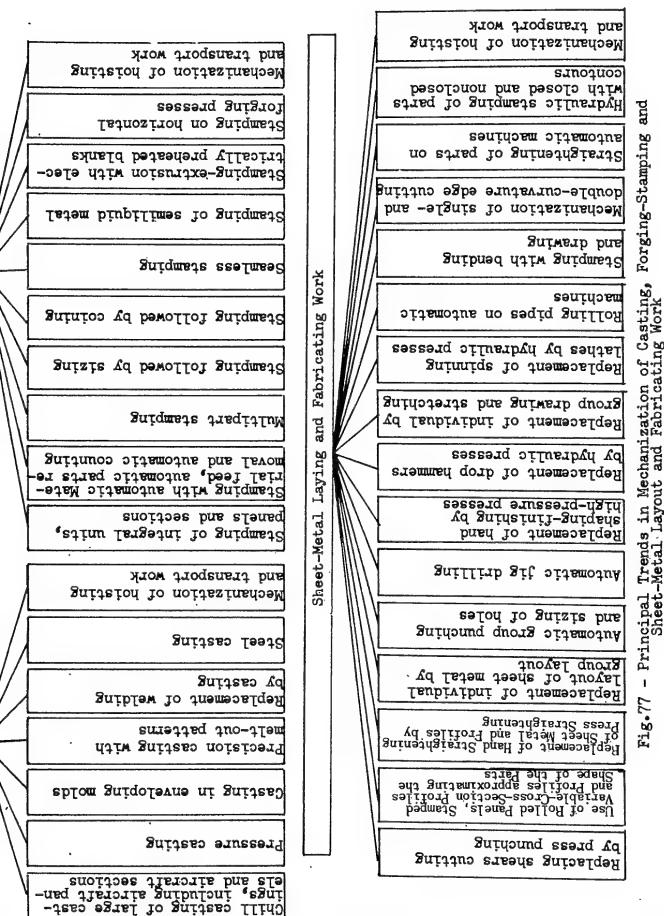 Replacing shears cutting
by press punching
Use of Rolled Panels, Stamped
Variable-Cross-Section Profiles
and Profiles approximating the
Shape of the Parts
Replacement of Hand Straightening
of Sheet Metal and Profiles by
Press Straightening
Replacement of individual
layout of sheet metal by
group layout
Automatic group punching
and sizing of holes
Automatic jig drilling
Replacement of hand
shaping-finishing by
high-pressure presses
Replacement of drop hammers
by hydraulic presses
Replacement of individual by
group drawing and stretching
Replacement of spinning
lathes by hydraulic presses
Rolling pipes on automatic
machines
Stamping with bending
and drawing
Mechanization of single- and
double-curvature edge cutting
Straightening of parts on
automatic machines
Hydraulic stamping of parts
with closed and nonclosed
contours
Mechanization of hoisting
and transport work
Sheet-Metal Laying and Fabricating Work
Chill casting of large cast-
ings, including aircraft pan-
els and aircraft sections
Pressure casting
Casting in enveloping molds
Precision casting with
melt-out patterns
Replacement of welding
by casting
Steel casting
Mechanization of hoisting
and transport work
Stamping of integral units,
panels and sections
Stamping with automatic Mate-
rial feed, automatic parts re-
moval and automatic counting
Multipart stamping
Stamping followed by sizing
Stamping followed by coining
Seamless stamping
Stamping of semiliquid metal
Stamping-extrusion with elec-
trically preheated blanks
Stamping on horizontal
forging presses
Mechanization of hoisting
and transport work
Fig.77 - Principal Trends in Mechanization of Casting, Forging-Stamping and
Sheet-Metal Layout and Fabricating Work